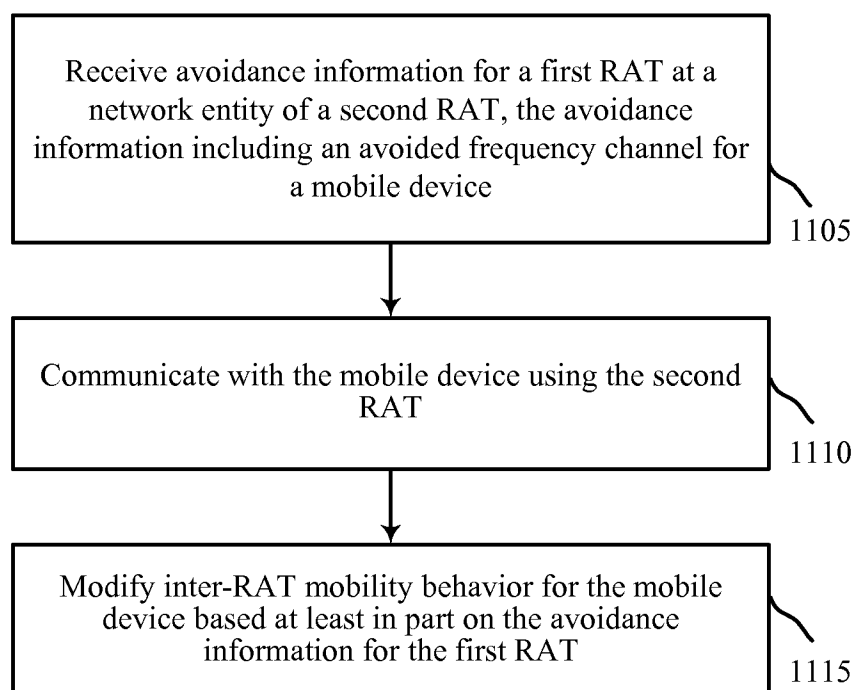 Receive avoidance information for a first RAT at a
network entity of a second RAT, the avoidance
information including an avoided frequency channel for
a mobile device
1105
Communicate with the mobile device using the second
RAT
1110
Modify inter-RAT mobility behavior for the mobile
device based at least in part on the avoidance
information for the first RAT
1115